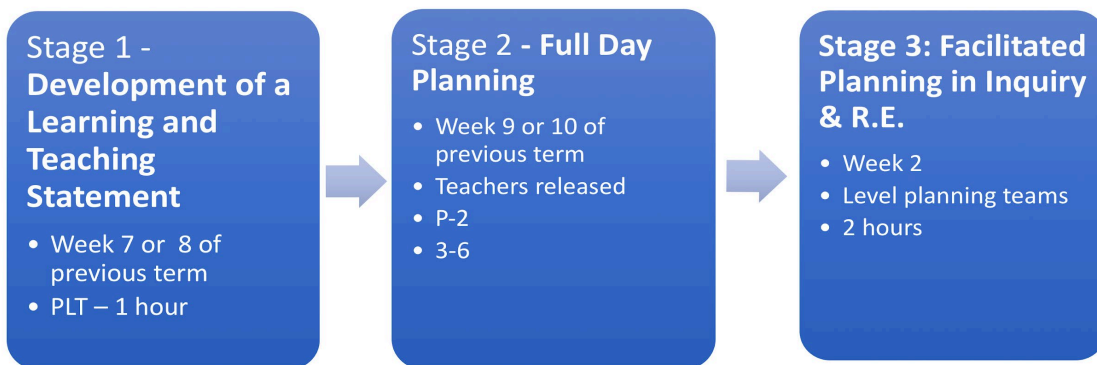 Stage 1 -
Development of a
Learning and
Teaching
Statement
• Week 7 or  8 of
previous term
• PLT – 1 hour
Stage 2 - Full Day
Planning
• Week 9 or 10 of
previous term
• Teachers released
• P-2
• 3-6
Stage 3: Facilitated
Planning in Inquiry
& R.E.
• Week 2
• Level planning teams
• 2 hours